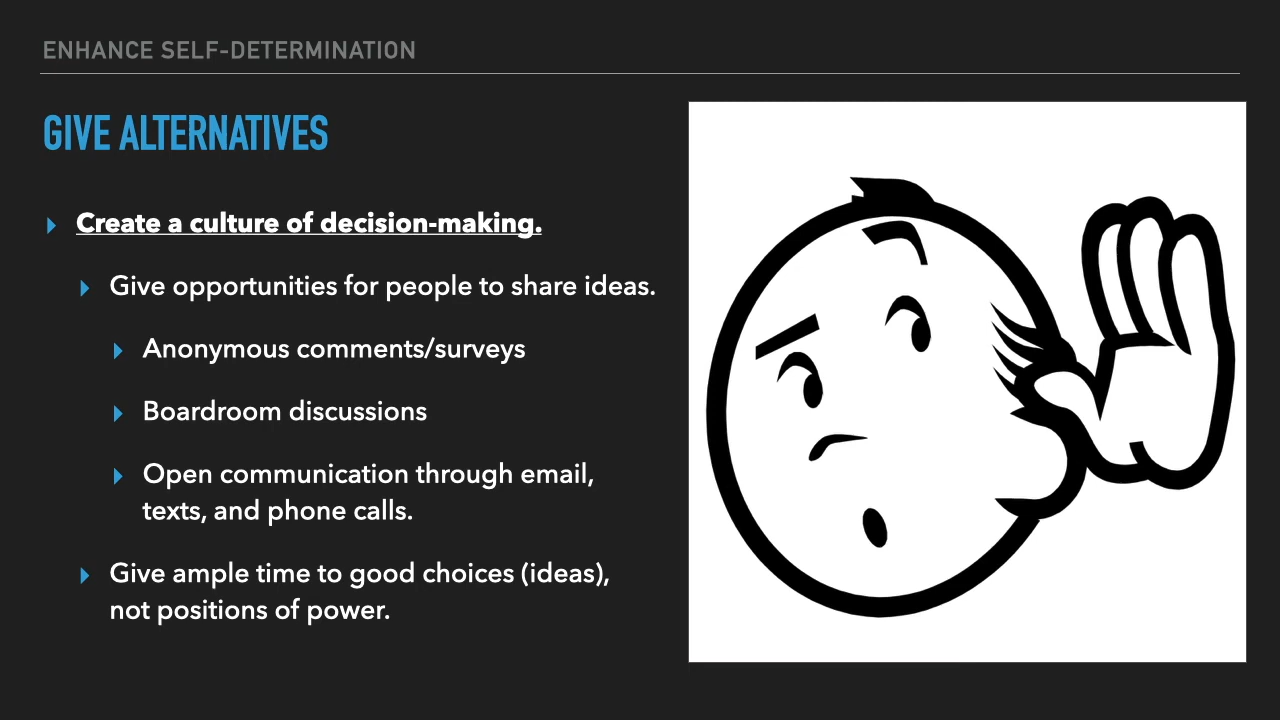 ENHANCE SELF-DETERMINATION
GIVE ALTERNATIVES
Create a culture of decision-making.
Give opportunities for people to share ideas.
Anonymous comments/surveys
Boardroom discussions
Open communication through email,
texts, and phone calls.
Give ample time to good choices (ideas),
not positions of power.